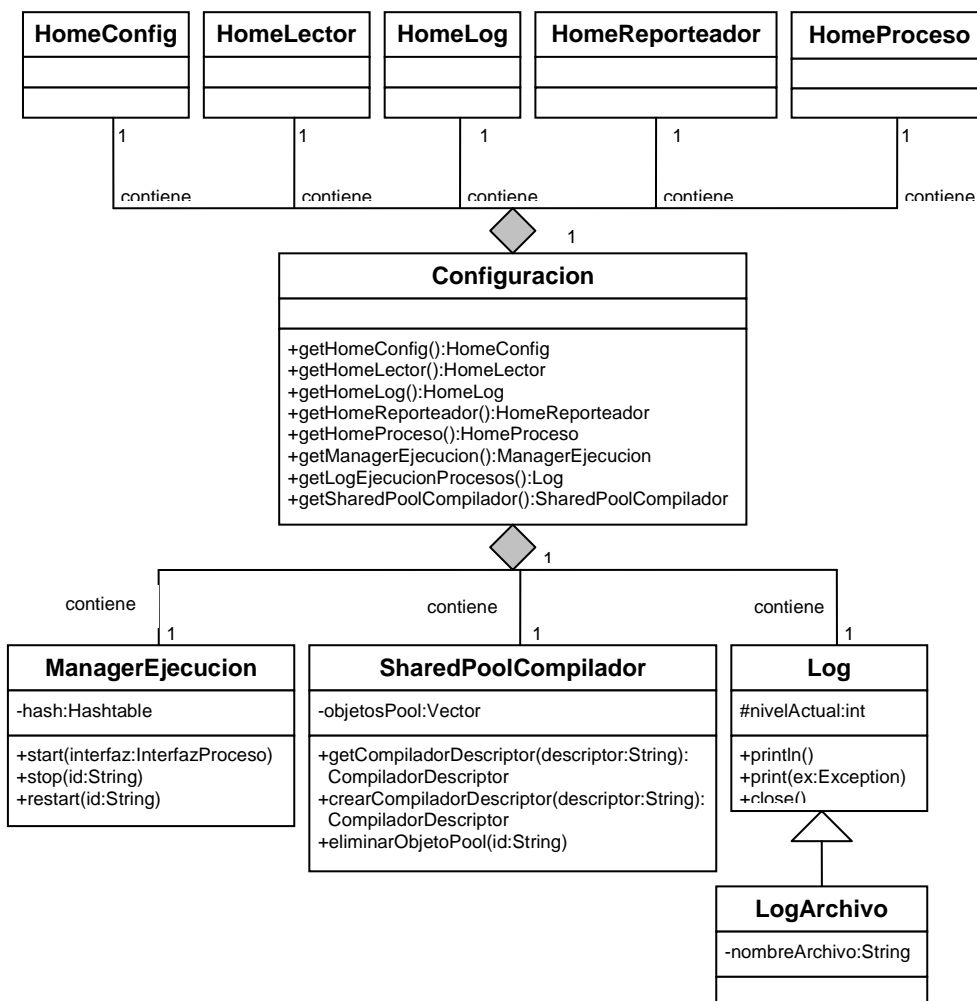 HomeConfig HomeLector HomeLog HomeReporteador HomeProceso
1 1 1 1 1
contiene contiene contiene contiene contiene
1
Configuracion
+getHomeConfig():HomeConfig
+getHomeLector():HomeLector
+getHomeLog():HomeLog
+getHomeReporteador():HomeReporteador
+getHomeProceso():HomeProceso
+getManagerEjecucion():ManagerEjecucion
+getLogEjecucionProcesos():Log
+getSharedPoolCompilador():SharedPoolCompilador
1
contiene contiene contiene
1 1 1
ManagerEjecucion
-hash:Hashtable
+start(interfaz:InterfazProceso)
+stop(id:String)
+restart(id:String)
SharedPoolCompilador
-objetosPool:Vector
+getCompiladorDescriptor(descriptor:String):
CompiladorDescriptor
+crearCompiladorDescriptor(descriptor:String):
CompiladorDescriptor
+eliminarObjetoPool(id:String)
Log
#nivelActual:int
+println()
+print(ex:Exception)
+close()
LogArchivo
-nombreArchivo:String